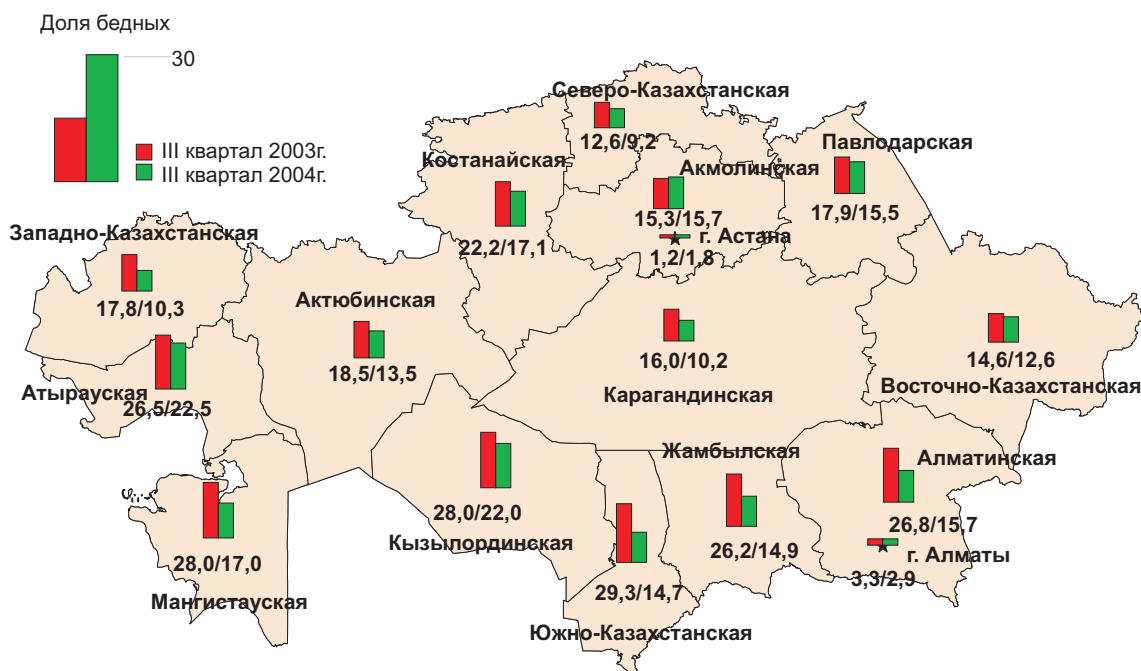 Доля бедных
30
III квартал 2003г.
III квартал 2004г.
Северо-Казахстанская
12,6/9,2
Павлодарская
17,9/15,5
Костанайская
22,2/17,1
Акмолинская
15,3/15,7
г. Астана
1,2/1,8
Западно-Казахстанская
17,8/10,3
Актюбинская
18,5/13,5
16,0/10,2
Карагандинская
14,6/12,6
Восточно-Казахстанская
Атырауская
26,5/22,5
Жамбылская
26,2/14,9
Алматинская
26,8/15,7
г. Алматы
3,3/2,9
28,0/22,0
Кызылординская
28,0/17,0
Мангистауская
29,3/14,7
Южно-Казахстанская